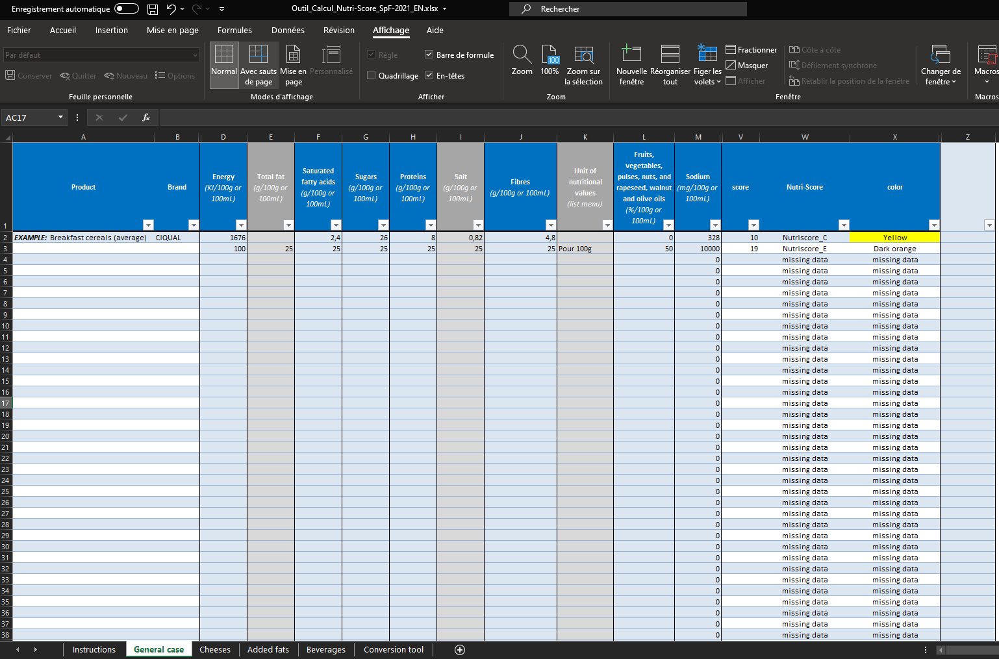 Enregistrement automatique
Outil_Calcul_Nutri-Score_SpF-2021_EN.xlsx
Rechercher
Fichier Accueil Insertion Mise en page Formules Données Révision Affichage Aide
Par défaut
Conserver Quitter Nouveau Options
Feuille personnelle
Normal
Avec sauts
de page
Mise en
page
Personnalisé
Modes d'affichage
Règle
Barre de formule
Quadrillage
En-têtes
Afficher
Zoom
100
100%
Zoom sur
la sélection
Zoom
Nouvelle
fenêtre
Réorganiser
tout
Figer les
volets
Fractionner
Masquer
Afficher
Côte à côte
Défilement synchrone
Rétablir la position de la fenêtre
Changer de
fenêtre
Fenêtre
Macros
Macros
AC17
fx
A B D E F G H I J K L M V W X Z
1
Product
Brand
Energy
(KJ/100g or
100mL)
Total fat
(g/100g or
100mL)
Saturated
fatty acids
(g/100g or
100mL)
Sugars
(g/100g or
100mL)
Proteins
(g/100g or
100mL)
Salt
(g/100g or
100mL)
Fibres
(g/100g or 100mL)
Unit of
nutritional
values
(list menu)
Fruits,
vegetables,
pulses, nuts, and
rapeseed, walnut
and olive oils
(%/100g or
100mL)
Sodium
(mg/100g or
100mL)
score
Nutri-Score
color
2 EXAMPLE: Breakfast cereals (average) CIQUAL 1676 2,4 26 8 0,82 4,8 0 328 10 Nutriscore_C Yellow
3 100 25 25 25 25 25 25 Pour 100g 50 10000 19 Nutriscore_E Dark orange
4 0 missing data missing data
5 0 missing data missing data
6 0 missing data missing data
7 0 missing data missing data
8 0 missing data missing data
9 0 missing data missing data
10 0 missing data missing data
11 0 missing data missing data
12 0 missing data missing data
13 0 missing data missing data
14 0 missing data missing data
15 0 missing data missing data
16 0 missing data missing data
17 0 missing data missing data
18 0 missing data missing data
19 0 missing data missing data
20 0 missing data missing data
21 0 missing data missing data
22 0 missing data missing data
23 0 missing data missing data
24 0 missing data missing data
25 0 missing data missing data
26 0 missing data missing data
27 0 missing data missing data
28 0 missing data missing data
29 0 missing data missing data
30 0 missing data missing data
31 0 missing data missing data
32 0 missing data missing data
33 0 missing data missing data
34 0 missing data missing data
35 0 missing data missing data
36 0 missing data missing data
37 0 missing data missing data
38 0 missing data missing data
Instructions General case Cheeses Added fats Beverages Conversion tool